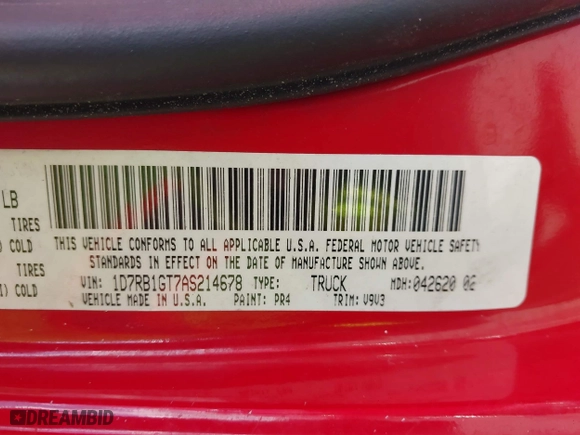 LB
TIRES
) COLD
THIS VEHICLE CONFORMS TO ALL APPLICABLE U.S.A. FEDERAL MOTOR VEHICLE SAFETY
STANDARDS IN EFFECT ON THE DATE OF MANUFACTURE SHOWN ABOVE.
TIRES
) COLD
VIN: 1D7RB1GT7AS214678 TYPE: TRUCK MDH:042620 02
VEHICLE MADE IN U.S.A. PAINT: PR4 TRIM: V9V3
DREAMBID